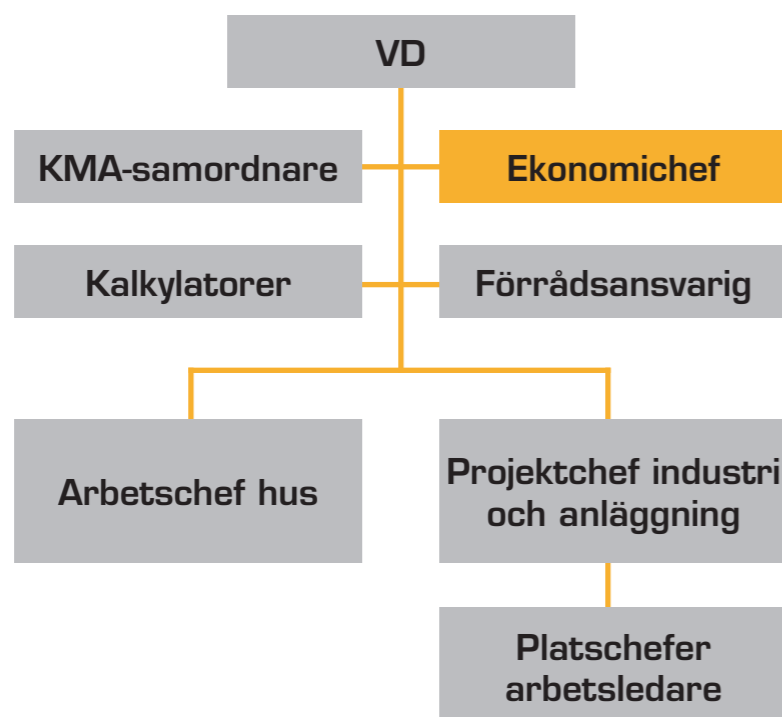 VD
KMA-samordnare
Ekonomichef
Kalkylatorer
Förrådsansvarig
Arbetschef hus
Projektchef industri
och anläggning
Platschefer
arbetsledare